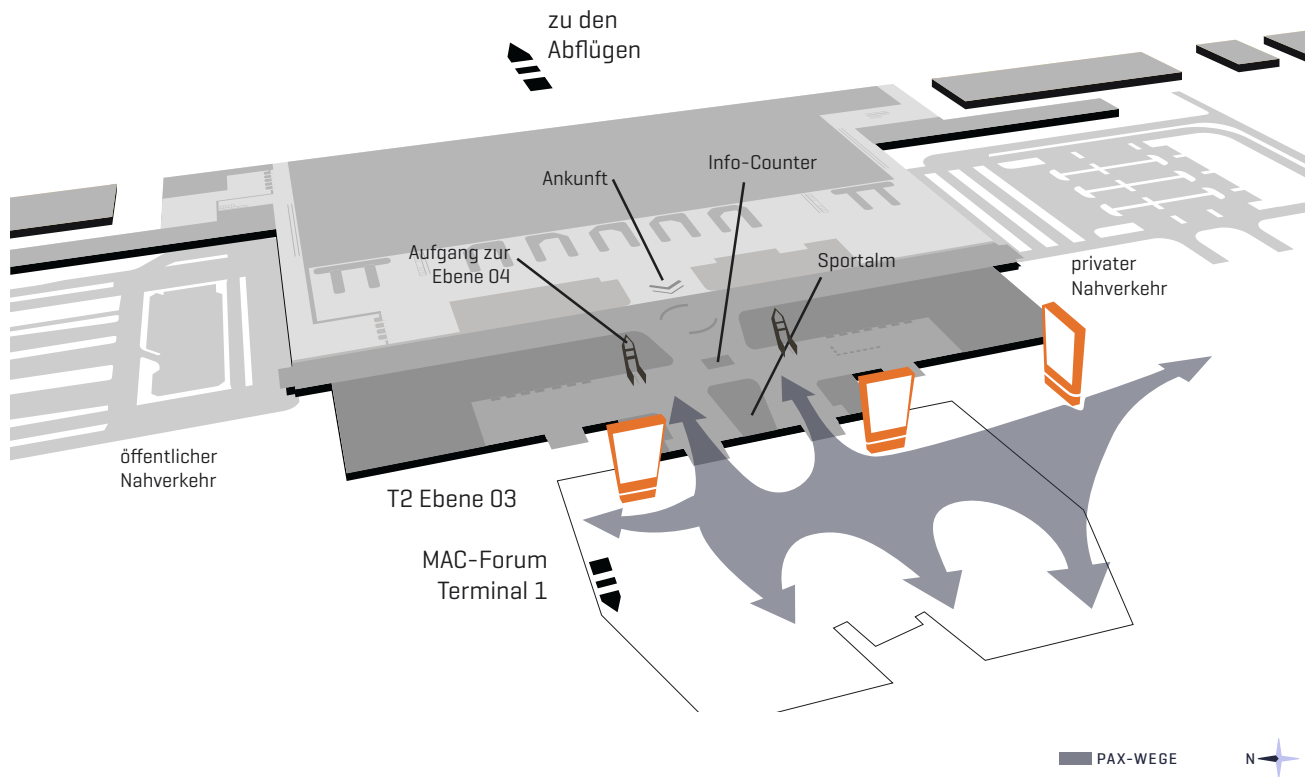 zu den
Abflügen
Info-Counter
Ankunft
Aufgang zur
Ebene 04
Sportalm
privater
Nahverkehr
öffentlicher
Nahverkehr
T2 Ebene 03
MAC-Forum
Terminal 1
PAX-WEGE
N